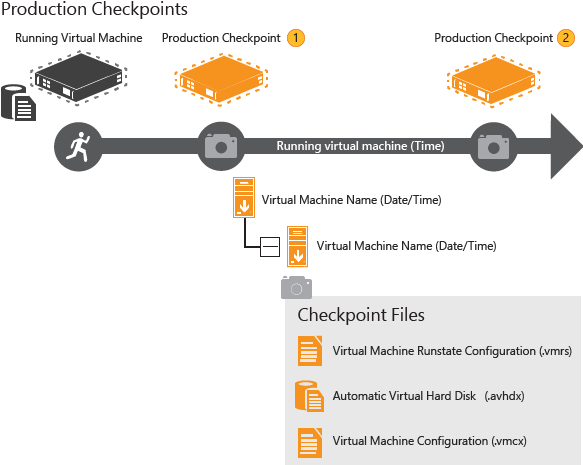 Production Checkpoints
Running Virtual Machine
Production Checkpoint 1
Production Checkpoint 2
Running virtual machine (Time)
Virtual Machine Name (Date/Time)
Virtual Machine Name (Date/Time)
Checkpoint Files
Virtual Machine Runstate Configuration (.vmrs)
Automatic Virtual Hard Disk (.avhdx)
Virtual Machine Configuration (.vmcx)